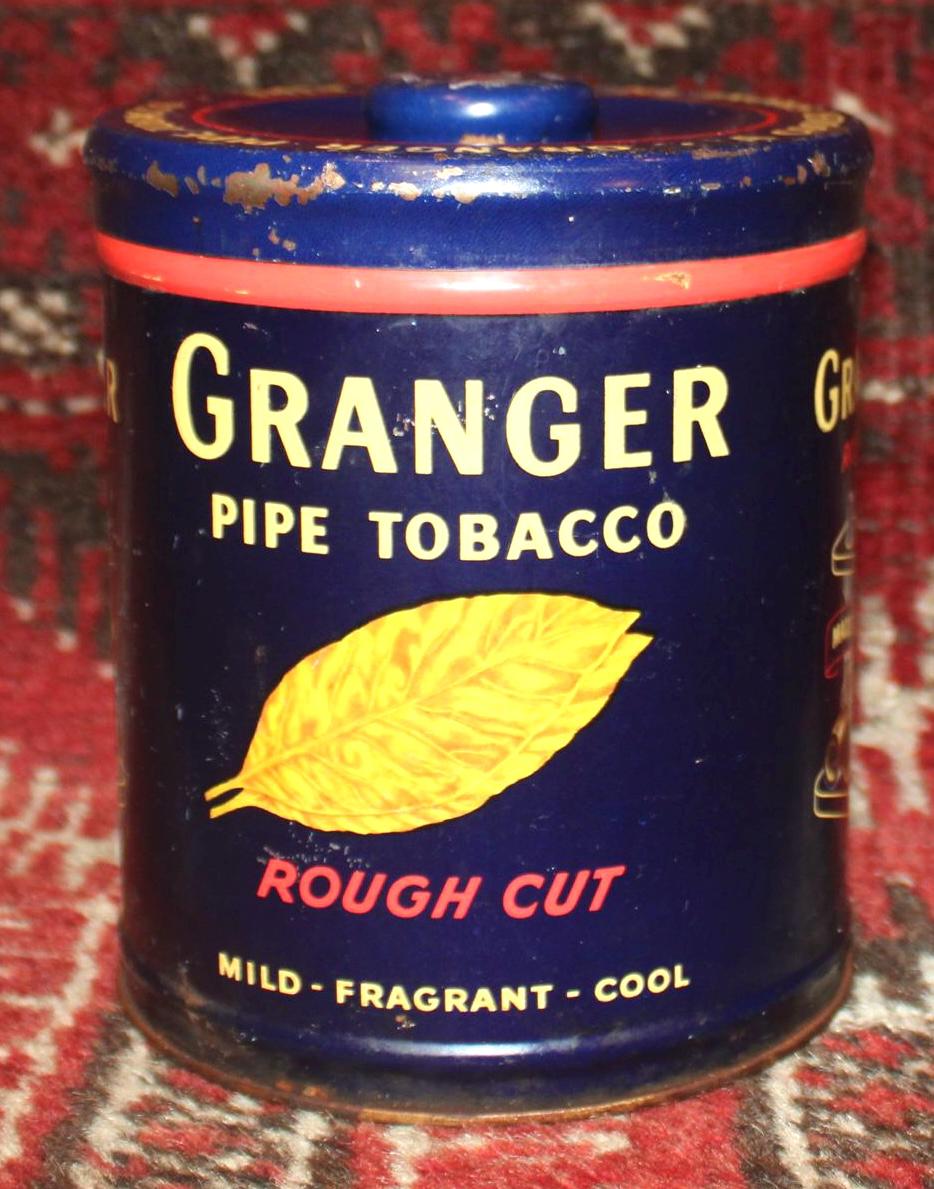 GRANGER
PIPE TOBACCO
ROUGH CUT
MILD - FRAGRANT - COOL